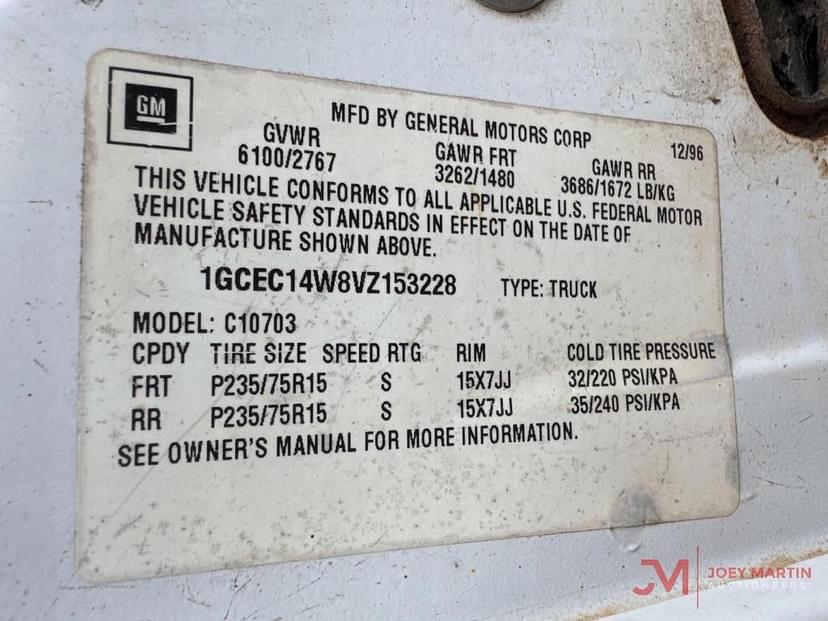 GM
MFD BY GENERAL MOTORS CORP 12/96
GVWR GAWR FRT GAWR RR
6100/2767 3262/1480 3686/1672 LB/KG
THIS VEHICLE CONFORMS TO ALL APPLICABLE U.S. FEDERAL MOTOR
VEHICLE SAFETY STANDARDS IN EFFECT ON THE DATE OF
MANUFACTURE SHOWN ABOVE.
1GCEC14W8VZ153228 TYPE: TRUCK
MODEL: C10703
CPDY TIRE SIZE SPEED RTG RIM COLD TIRE PRESSURE
FRT P235/75R15 S 15X7JJ 32/220 PSI/KPA
RR P235/75R15 S 15X7JJ 35/240 PSI/KPA
SEE OWNER'S MANUAL FOR MORE INFORMATION.
JM JOEY MARTIN
AUCTIONEERS